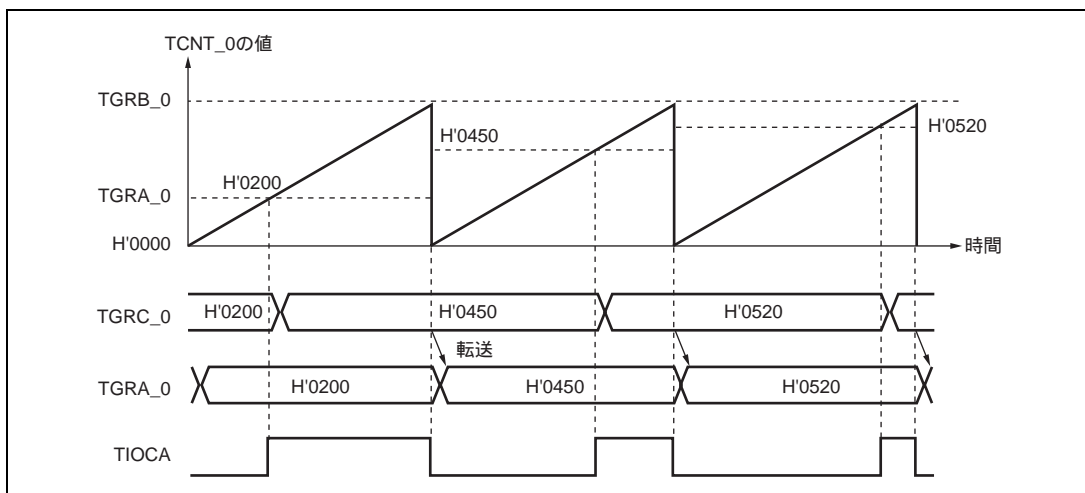 TCNT_0の値
TGRB_0
H'0450
H'0520
H'0200
TGRA_0
H'0000
時間
TGRC_0 H'0200 H'0450 H'0520
転送
TGRA_0 H'0200 H'0450 H'0520
TIOCA